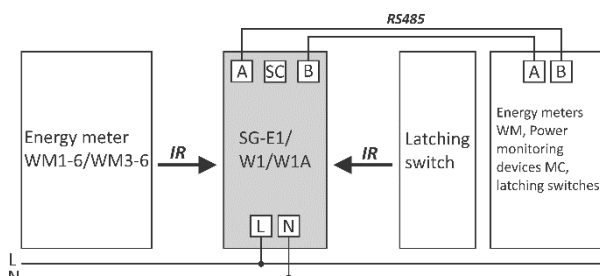 RS485
A SC B
A B
Energy meter
WM1-6/WM3-6
IR
SG-E1/
W1/W1A
IR
Latching
switch
Energy meters
WM, Power
monitoring
devices MC,
latching switches
L N
L
N